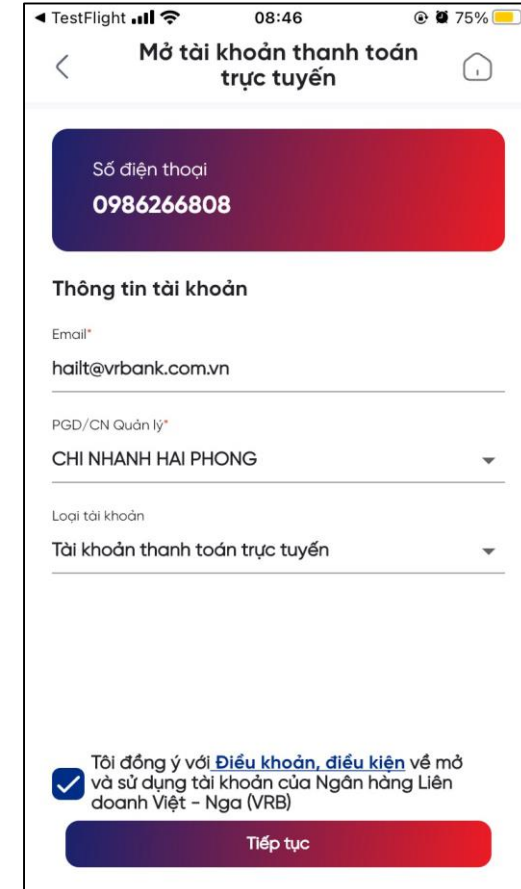 ◀ TestFlight 08:46 75%
Mở tài khoản thanh toán
trực tuyến
Số điện thoại
0986266808
Thông tin tài khoản
Email*
hailt@vrbank.com.vn
PGD/CN Quản lý*
CHI NHANH HAI PHONG
Loại tài khoản
Tài khoản thanh toán trực tuyến
Tôi đồng ý với Điều khoản, điều kiện về mở
và sử dụng tài khoản của Ngân hàng Liên
doanh Việt - Nga (VRB)
Tiếp tục